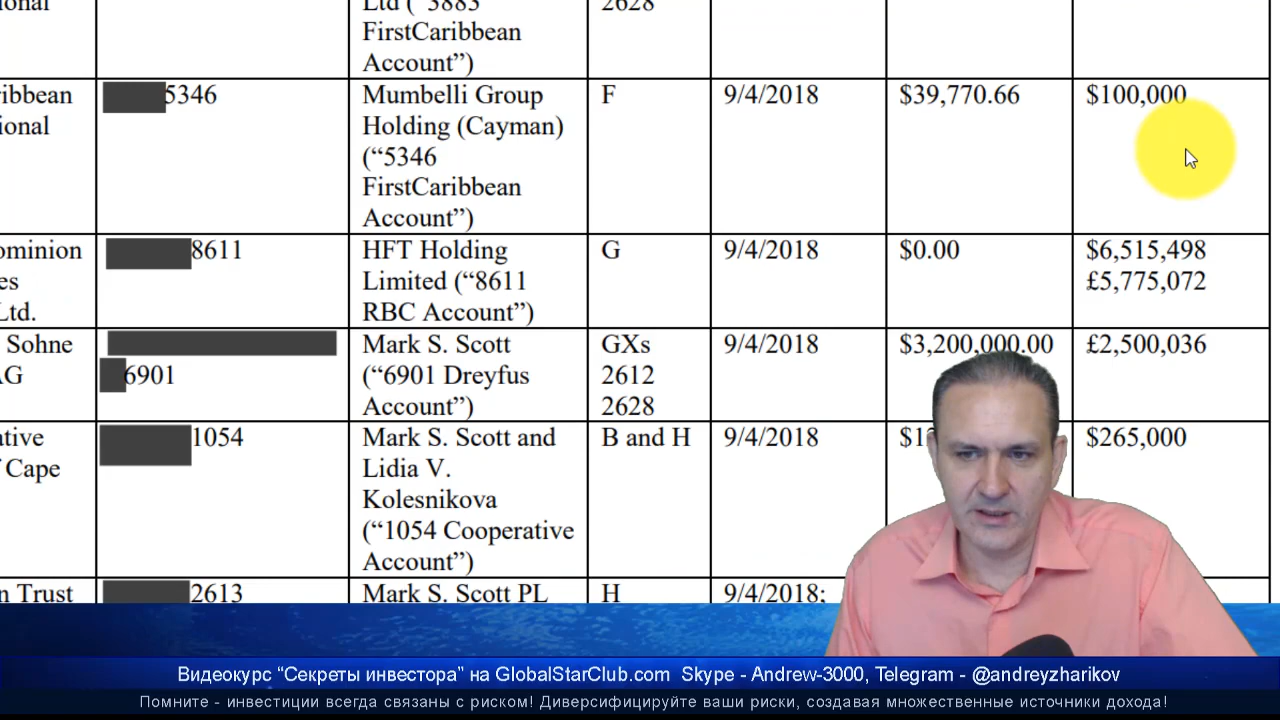 ional Ltd (“3883 2628
FirstCaribbean
Account”)
ribbean 5346 Mumbelli Group F 9/4/2018 $39,770.66 $100,000
ional Holding (Cayman)
(“5346
FirstCaribbean
Account”)
ominion 8611 HFT Holding G 9/4/2018 $0.00 $6,515,498
es Limited (“8611 £5,775,072
Ltd. RBC Account”)
Sohne Mark S. Scott GXs 9/4/2018 $3,200,000.00 £2,500,036
AG 6901 (“6901 Dreyfus 2612
Account”) 2628
ative 1054 Mark S. Scott and B and H 9/4/2018 $265,000
f Cape Lidia V.
Kolesnikova
(“1054 Cooperative
Account”)
n Trust 2613 Mark S. Scott PL H 9/4/2018;
Видеокурс “Секреты инвестора” на GlobalStarClub.com Skype - Andrew-3000, Telegram - @andreyzharikov
Помните - инвестиции всегда связаны с риском! Диверсифицируйте ваши риски, создавая множественные источники дохода!